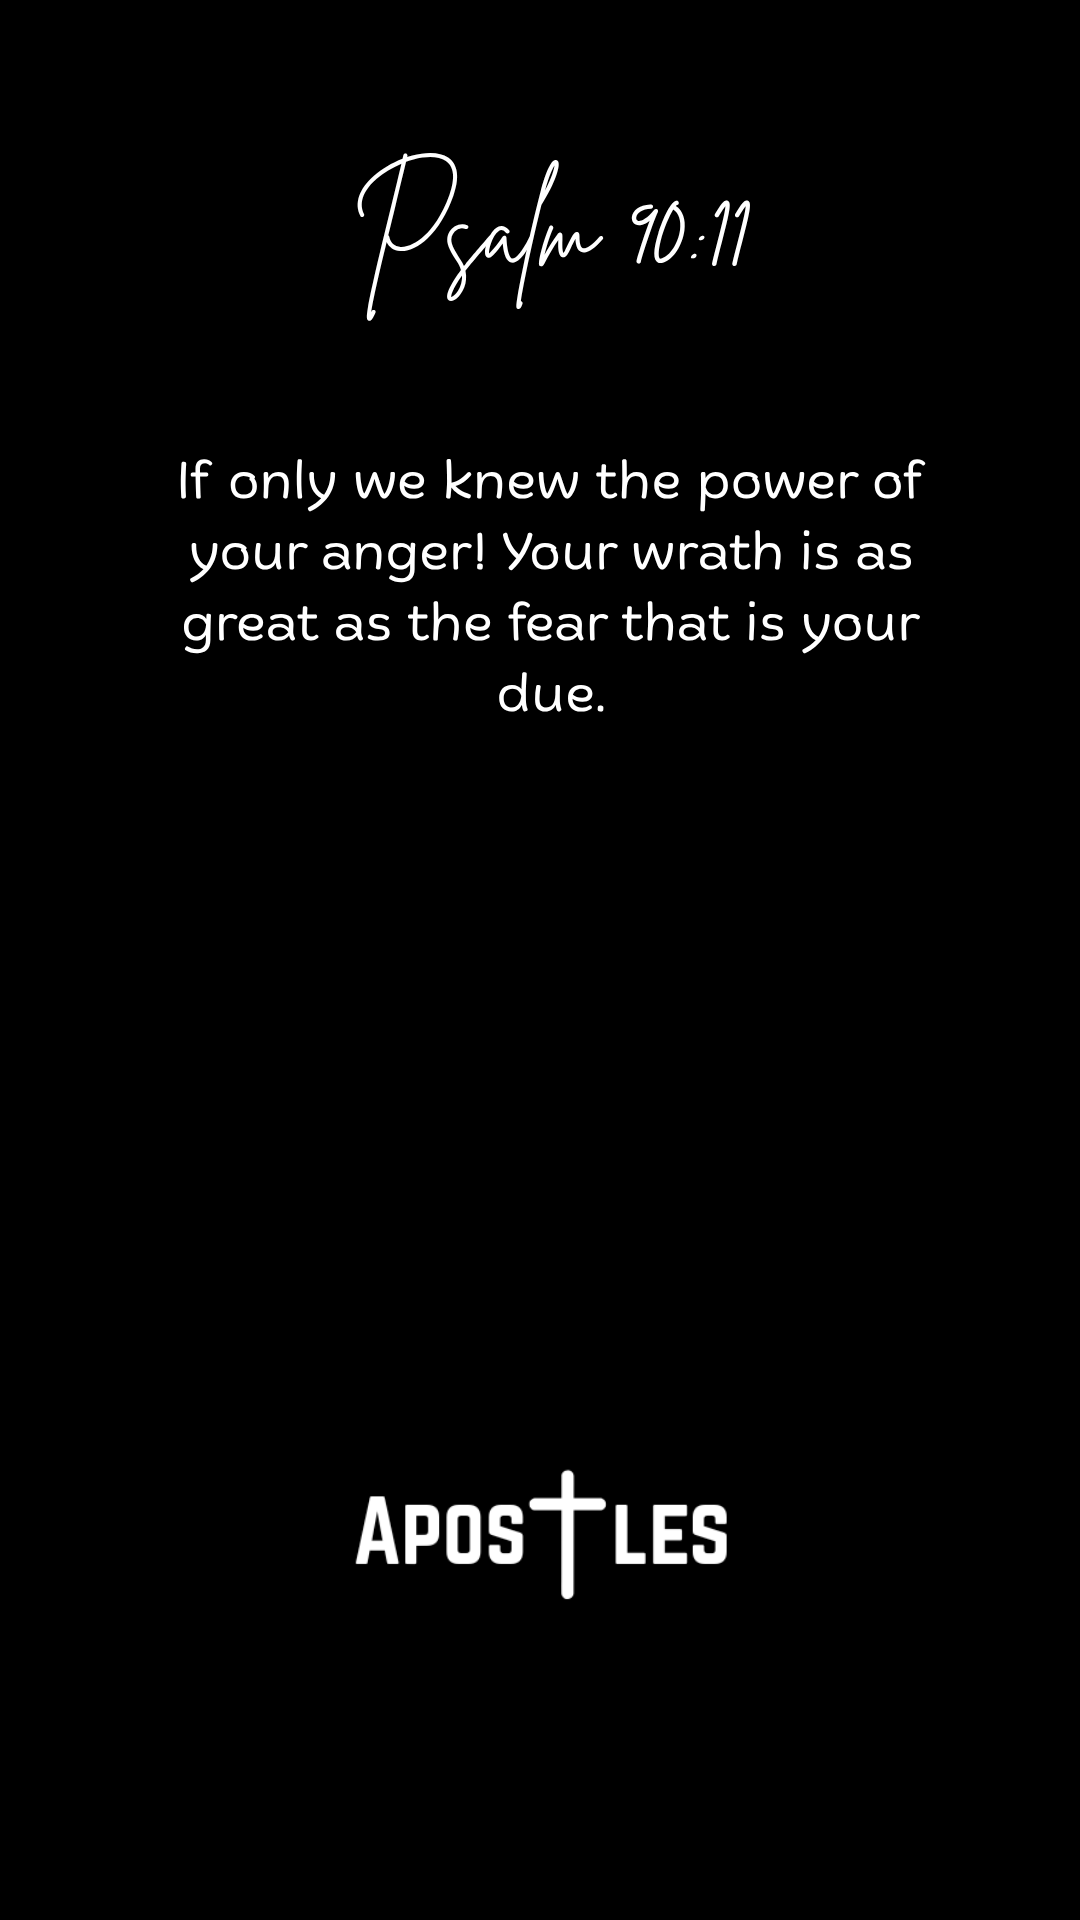 Psalm 90:11
If only we knew the power of
your anger! Your wrath is as
great as the fear that is your
due.
APOSTLES